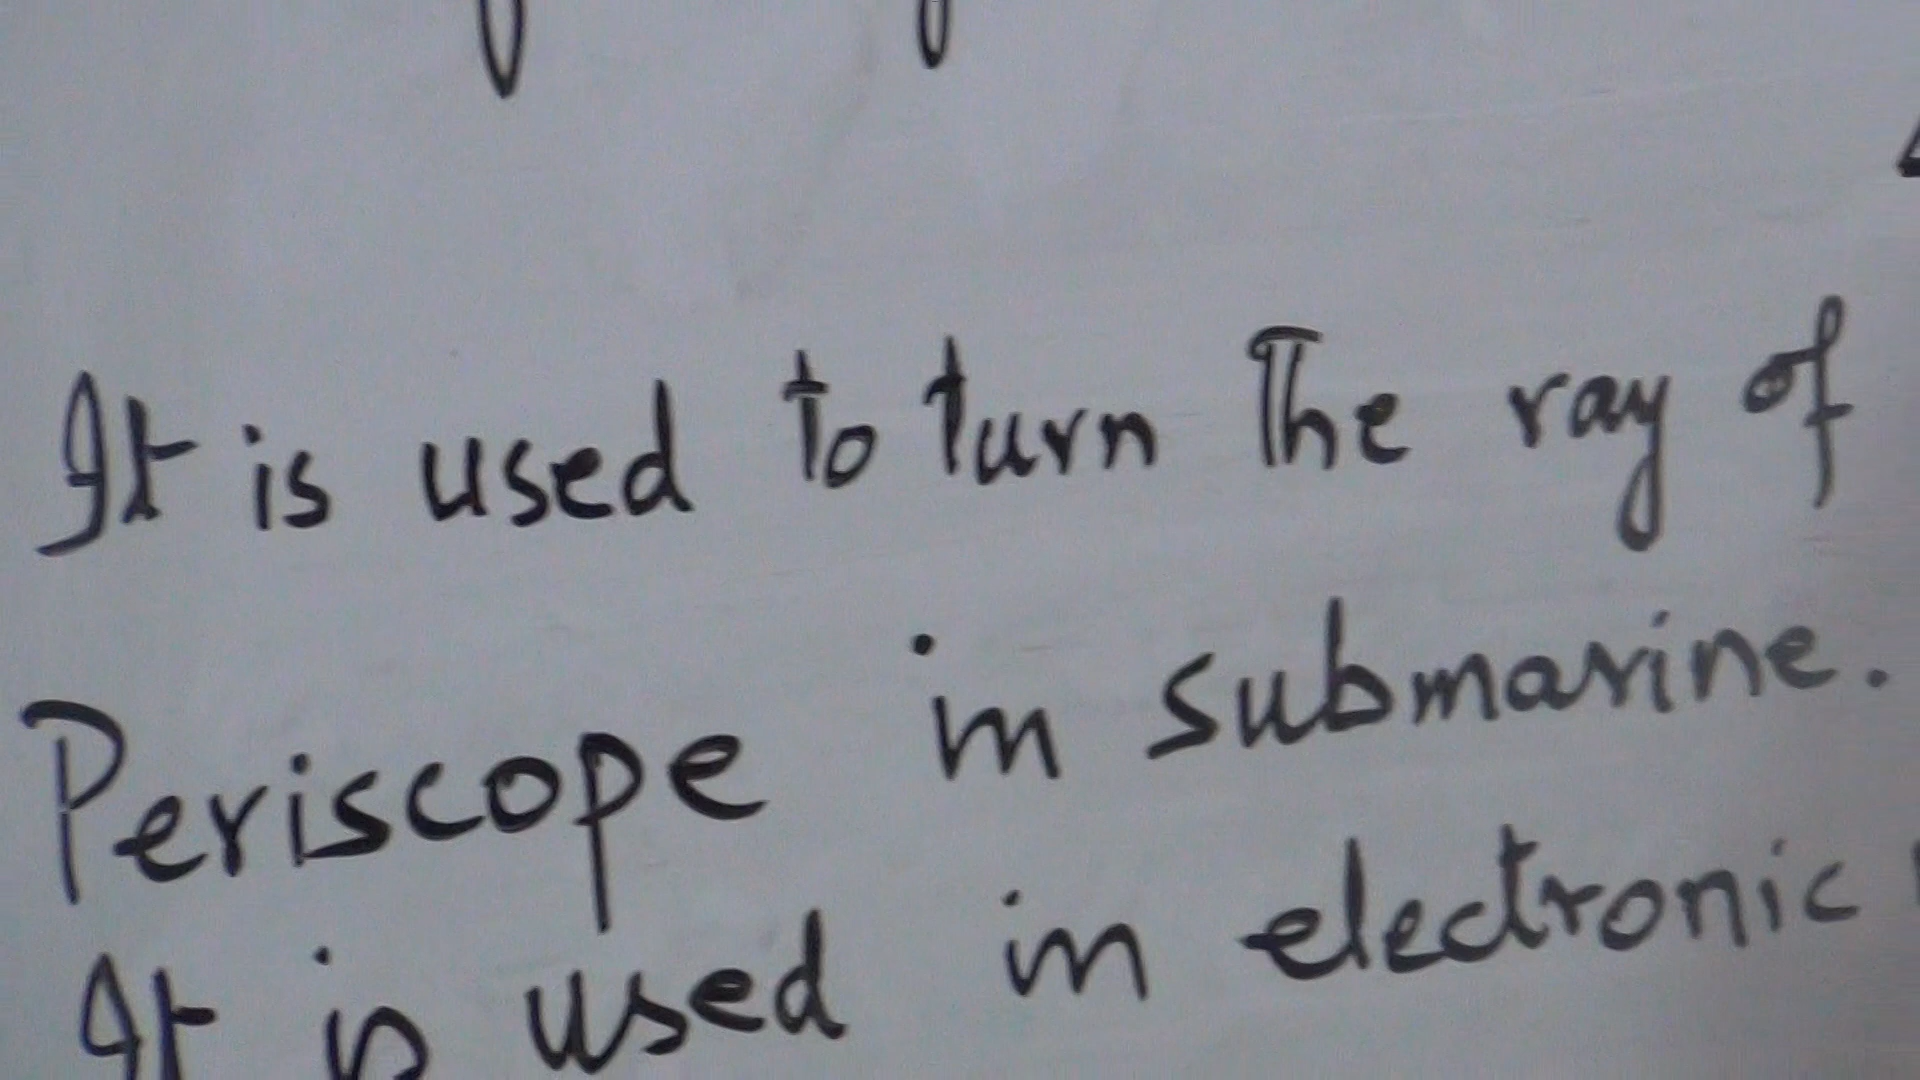 It is used to turn the ray of
Periscope in submarine.
It is used in electronic